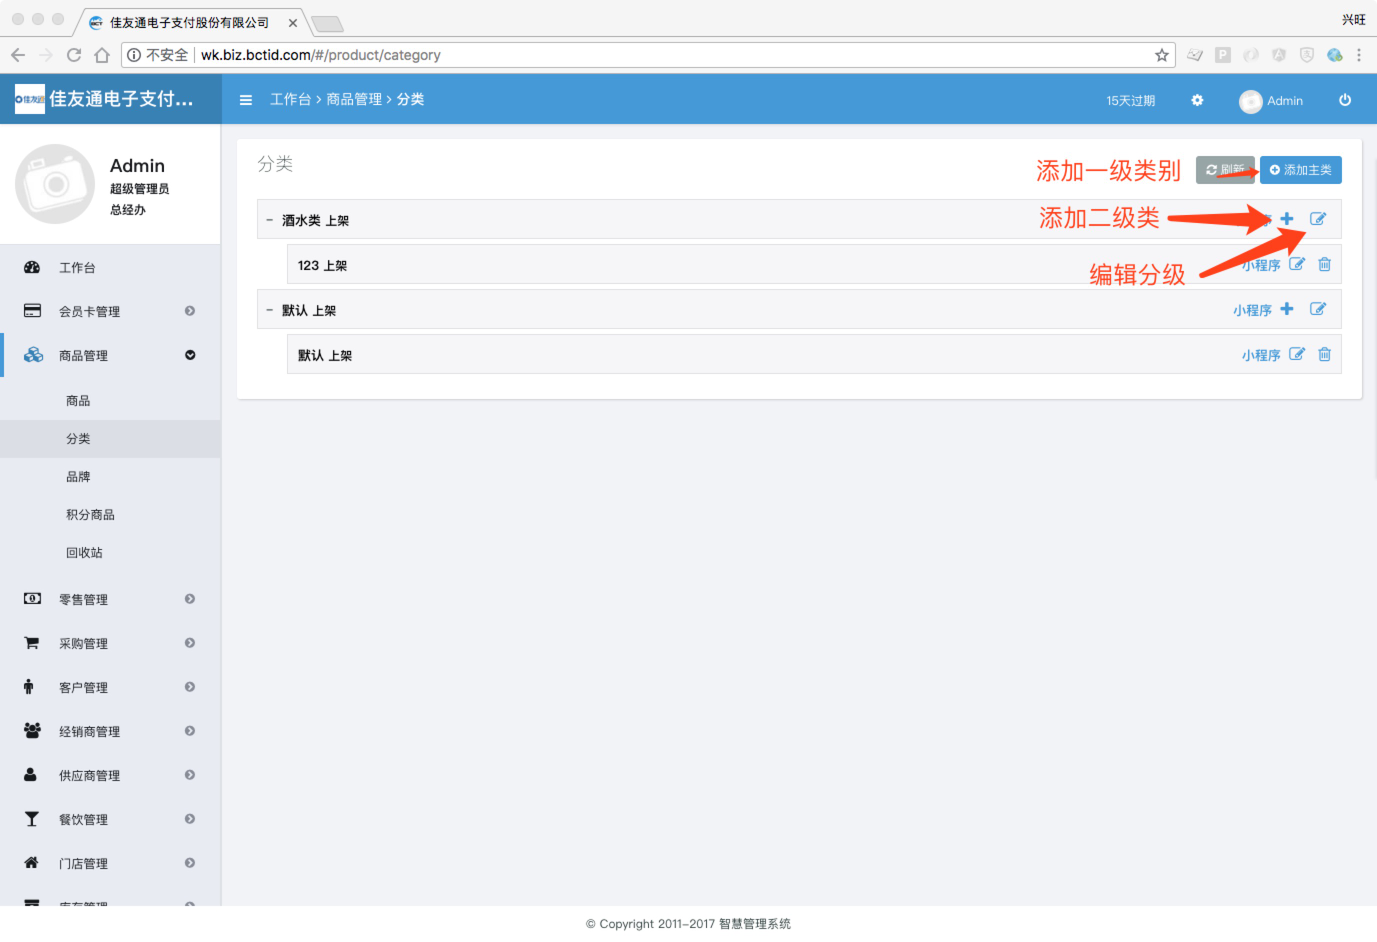 佳友通电子支付股份有限公司
兴旺
不安全 wk.biz.bctid.com/#/product/category
佳友通电子支付...
工作台 > 商品管理 > 分类
15天过期
Admin
Admin
超级管理员
总经办
分类
添加一级类别
刷新
添加主类
− 酒水类 上架
添加二级类
123 上架
小程序
编辑分级
− 默认 上架
小程序
默认 上架
小程序
工作台
会员卡管理
商品管理
商品
分类
品牌
积分商品
回收站
零售管理
采购管理
客户管理
经销商管理
供应商管理
餐饮管理
门店管理
© Copyright 2011-2017 智慧管理系统